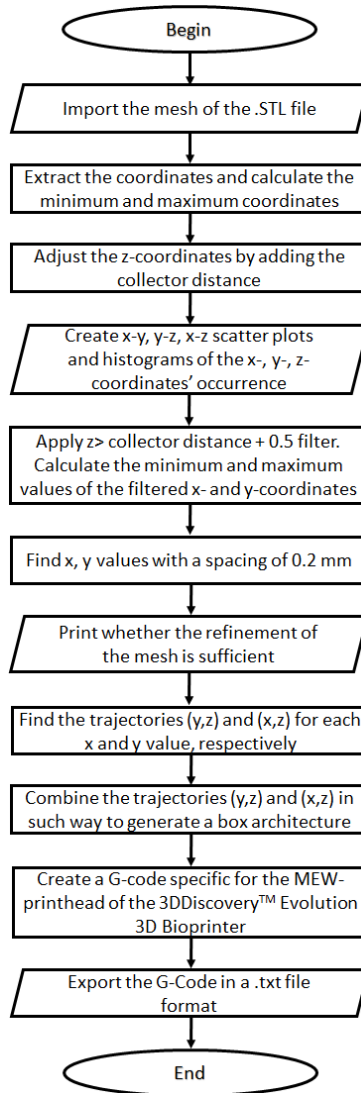 Begin
Import the mesh of the .STL file
Extract the coordinates and calculate the
minimum and maximum coordinates
Adjust the z-coordinates by adding the
collector distance
Create x-y, y-z, x-z scatter plots
and histograms of the x-, y-, z-
coordinates’ occurrence
Apply z> collector distance + 0.5 filter.
Calculate the minimum and maximum
values of the filtered x- and y-coordinates
Find x, y values with a spacing of 0.2 mm
Print whether the refinement of
the mesh is sufficient
Find the trajectories (y,z) and (x,z) for each
x and y value, respectively
Combine the trajectories (y,z) and (x,z) in
such way to generate a box architecture
Create a G-code specific for the MEW-
printhead of the 3DDiscovery™ Evolution
3D Bioprinter
Export the G-Code in a .txt file
format
End